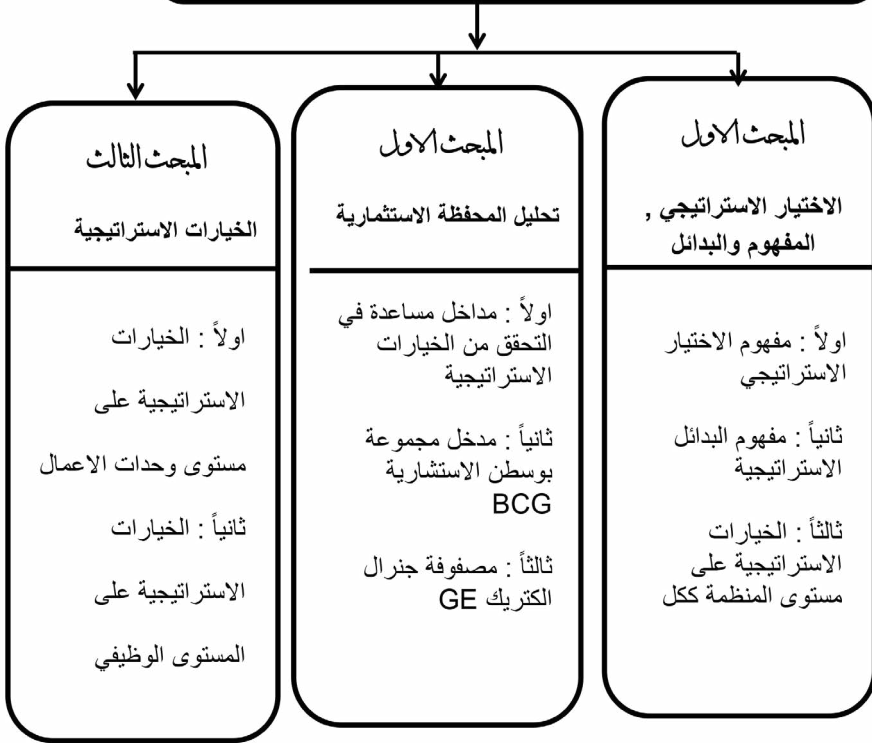 المبحث الاول
الاختيار الاستراتيجي ,
المفهوم والبدائل
اولاً : مفهوم الاختيار
الاستراتيجي
ثانياً : مفهوم البدائل
الاستراتيجية
ثالثاً : الخيارات
الاستراتيجية على
مستوى المنظمة ككل
المبحث الاول
تحليل المحفظة الاستثمارية
اولاً : مداخل مساعدة في
التحقق من الخيارات
الاستراتيجية
ثانياً : مدخل مجموعة
بوسطن الاستشارية
BCG
ثالثاً : مصفوفة جنرال
الكتريك GE
المبحث الثالث
الخيارات الاستراتيجية
اولاً : الخيارات
الاستراتيجية على
مستوى وحدات الاعمال
ثانياً : الخيارات
الاستراتيجية على
المستوى الوظيفي